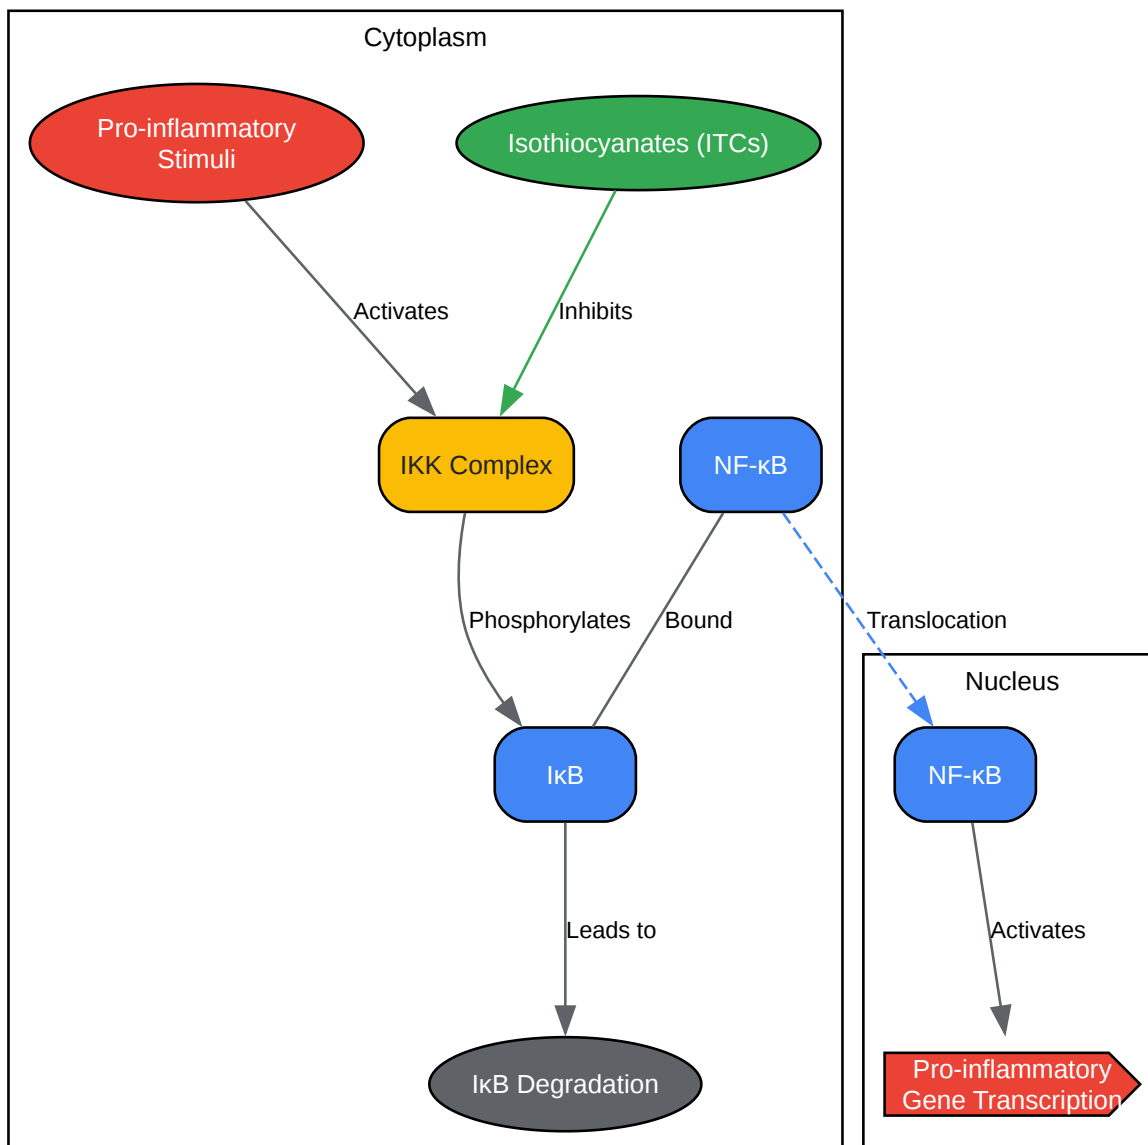 Cytoplasm
Pro-inflammatory
Stimuli
Isothiocyanates (ITCs)
Activates
Inhibits
IKK Complex
NF-κB
Phosphorylates
Bound
Translocation
Nucleus
IκB
NF-κB
Leads to
Activates
IκB Degradation
Pro-inflammatory
Gene Transcription